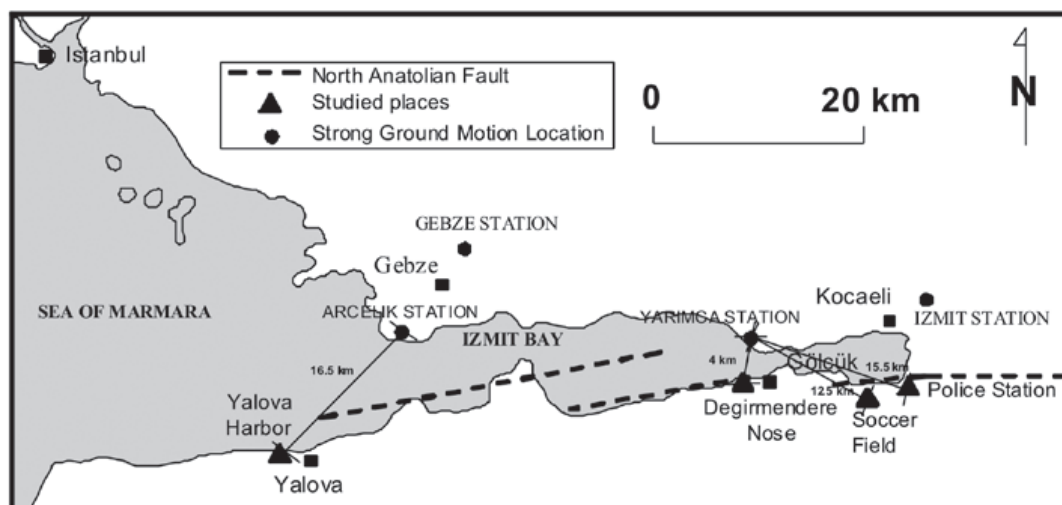 Istanbul
North Anatolian Fault
Studied places
Strong Ground Motion Location
0 20 km
N
GEBZE STATION
Gebze
SEA OF MARMARA
ARCELIK STATION
IZMIT BAY
YARIMCA STATION
Kocaeli
IZMIT STATION
16.5 km
4 km
Gölcük
15.5 km
125 km
Police Station
Yalova
Harbor
Degirmendere
Nose
Soccer
Field
Yalova